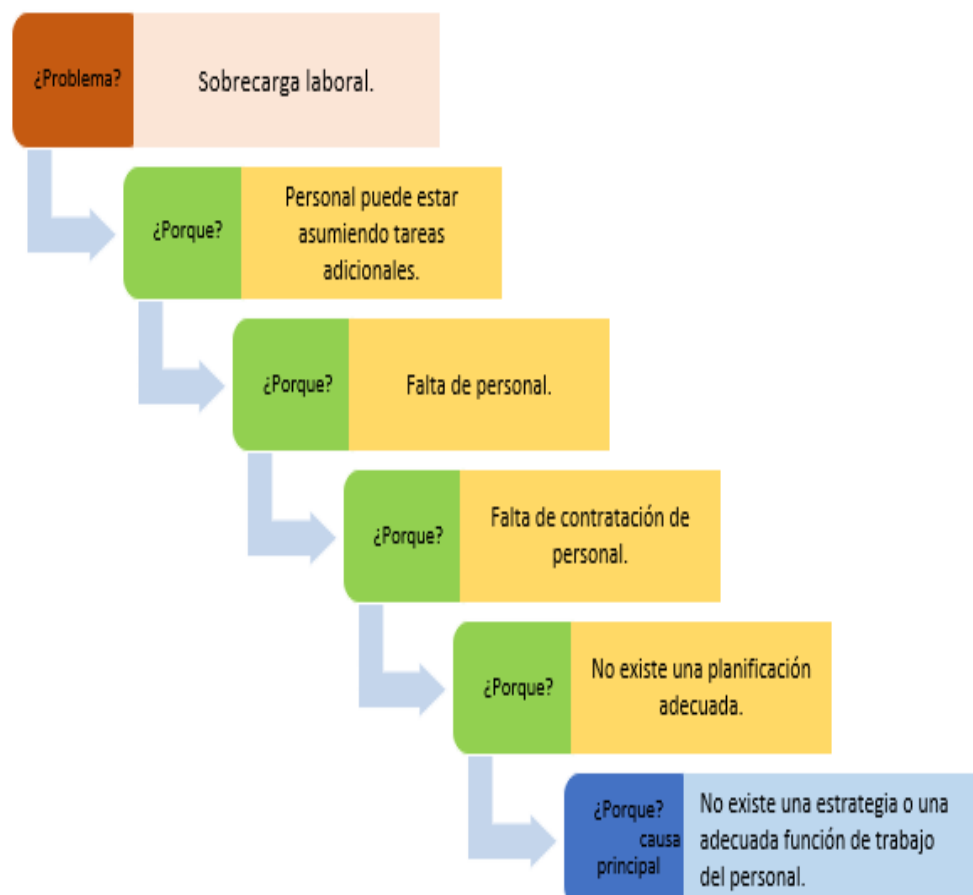 ¿Problema?
Sobrecarga laboral.
¿Porque?
Personal puede estar
asumiendo tareas
adicionales.
¿Porque?
Falta de personal.
¿Porque?
Falta de contratación de
personal.
¿Porque?
No existe una planificación
adecuada.
¿Porque?
causa
principal
No existe una estrategia o una
adecuada función de trabajo
del personal.